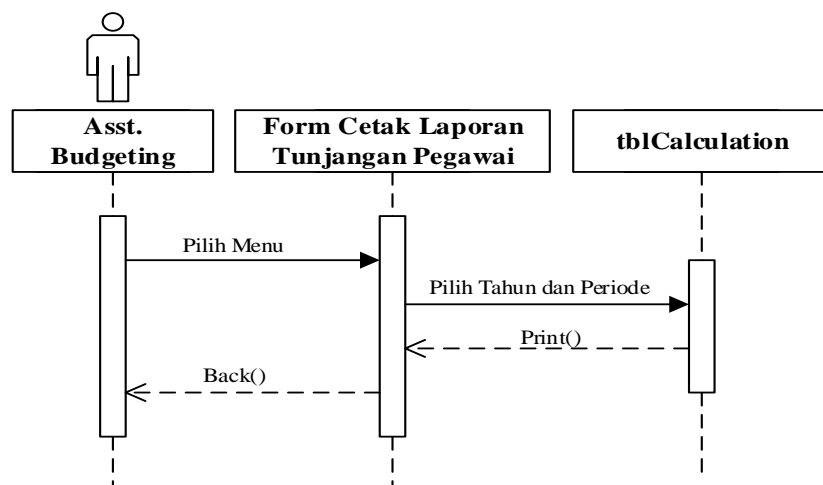 Asst.
Budgeting
Form Cetak Laporan
Tunjangan Pegawai
tblCalculation
Pilih Menu
Pilih Tahun dan Periode
Print()
Back()